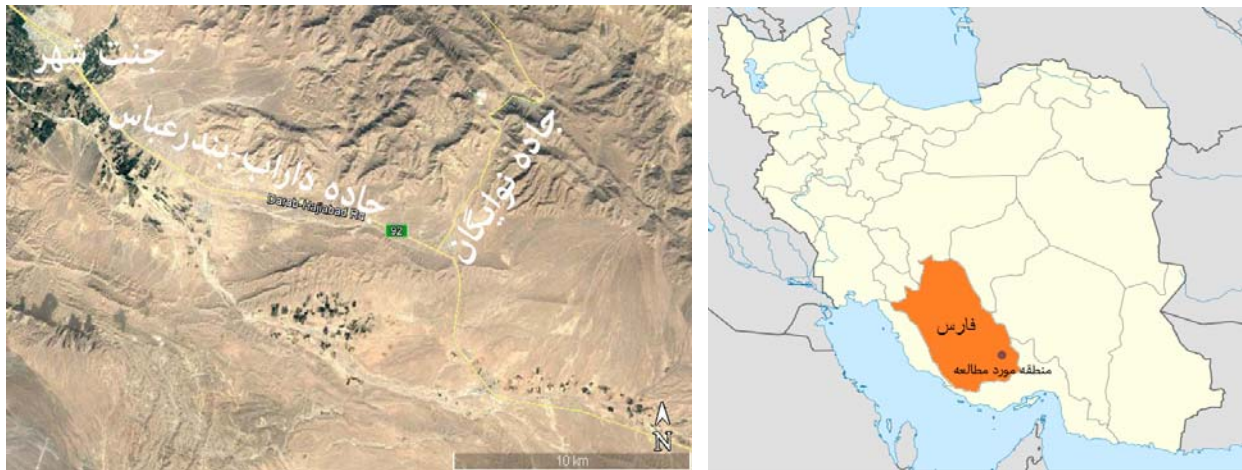 جنت شهر
جاده داراب-بندرعباس
Darab-Hajiabad Rd
92
جاده نوایگان
N
10 km
فارس
منطقه مورد مطالعه